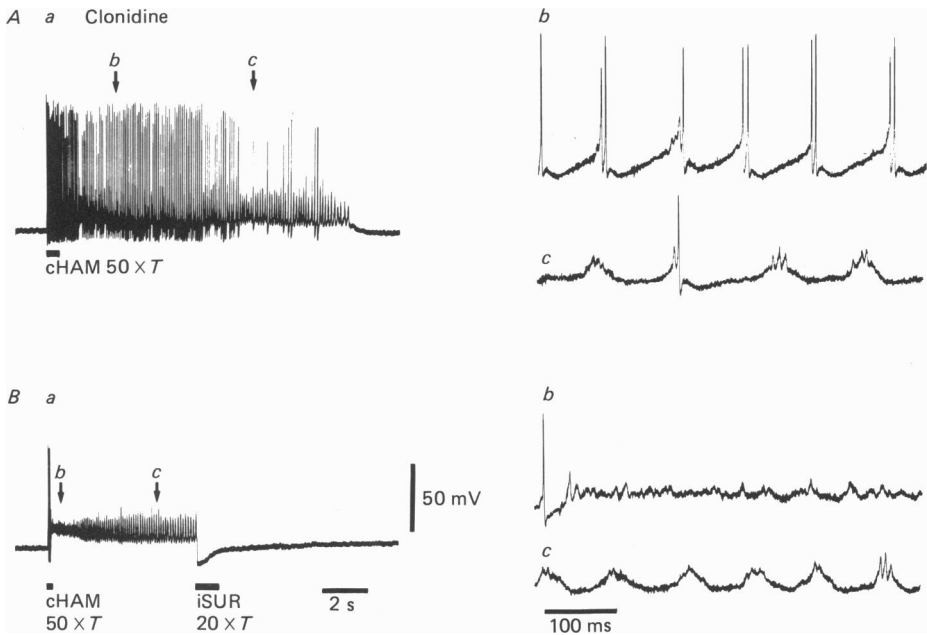 A a Clonidine
b c
cHAM 50 × T
b
c
B a
b c
50 mV
cHAM
50 × T
iSUR
20 × T
2 s
b
c
100 ms